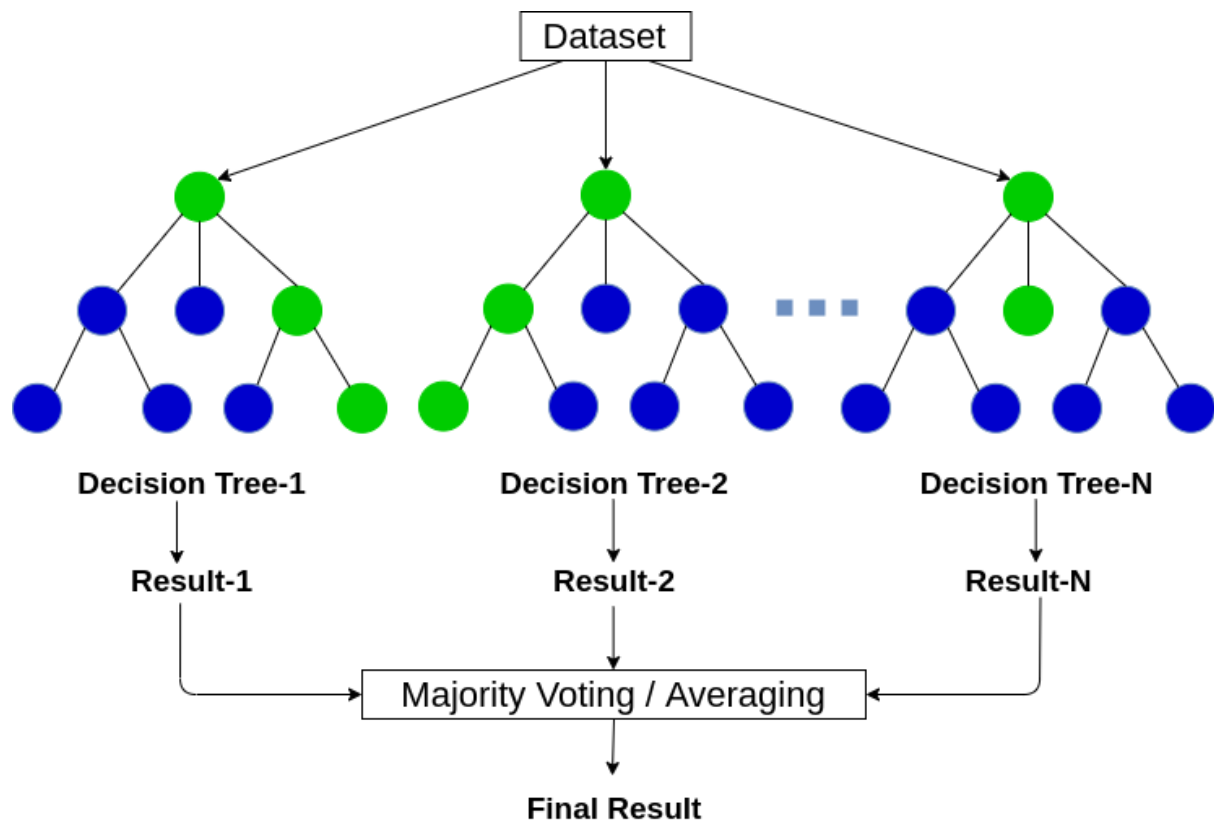 Dataset
Decision Tree-1
Decision Tree-2
Decision Tree-N
Result-1
Result-2
Result-N
Majority Voting / Averaging
Final Result